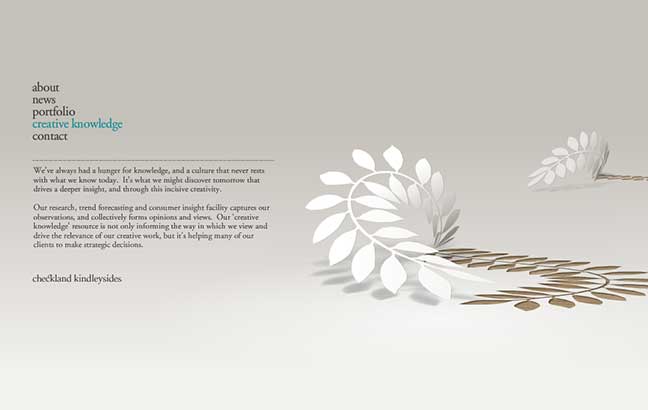 about
news
portfolio
creative knowledge
contact
We've always had a hunger for knowledge, and a culture that never rests
with what we know today. It's what we might discover tomorrow that
drives a deeper insight, and through this incisive creativity.
Our research, trend forecasting and consumer insight facility captures our
observations, and collectively forms opinions and views. Our 'creative
knowledge' resource is not only informing the way in which we view and
drive the relevance of our creative work, but it's helping many of our
clients to make strategic decisions.
checkland kindleysides